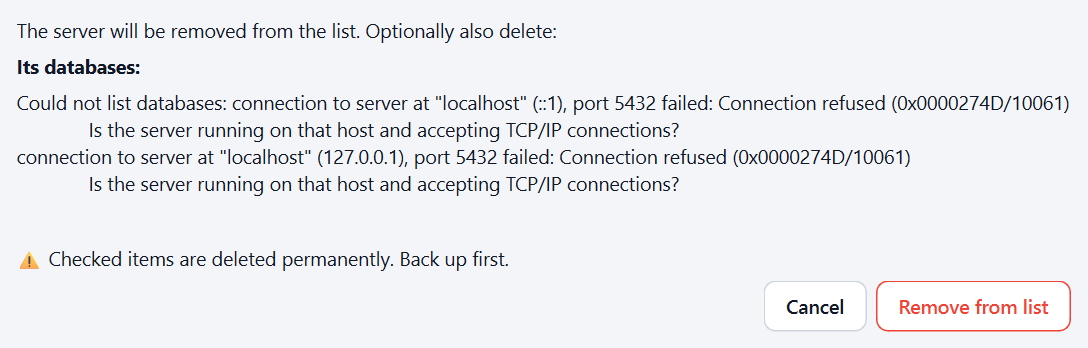 The server will be removed from the list. Optionally also delete:
Its databases:
Could not list databases: connection to server at "localhost" (::1), port 5432 failed: Connection refused (0x0000274D/10061)
Is the server running on that host and accepting TCP/IP connections?
connection to server at "localhost" (127.0.0.1), port 5432 failed: Connection refused (0x0000274D/10061)
Is the server running on that host and accepting TCP/IP connections?
⚠ Checked items are deleted permanently. Back up first.
Cancel
Remove from list